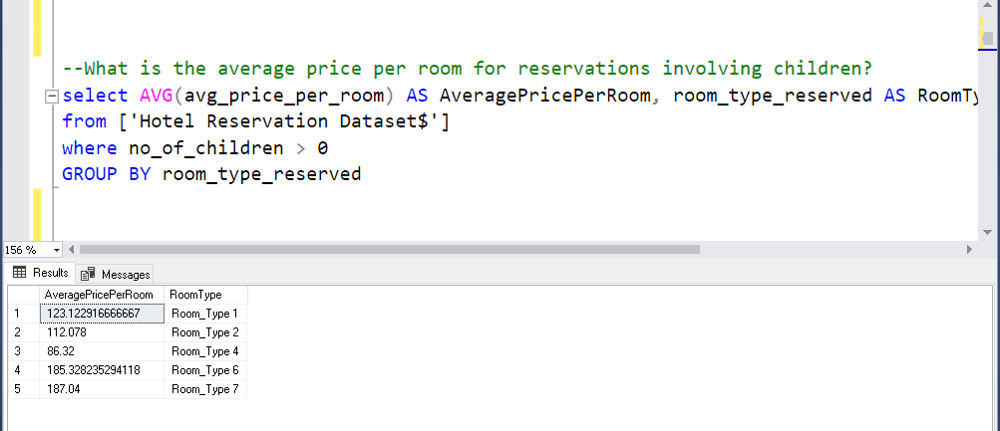 --What is the average price per room for reservations involving children?
select AVG(avg_price_per_room) AS AveragePricePerRoom, room_type_reserved AS RoomTy
from ['Hotel Reservation Dataset$']
where no_of_children > 0
GROUP BY room_type_reserved
156 %
Results Messages
AveragePricePerRoom RoomType
1 123.122916666667 Room_Type 1
2 112.078 Room_Type 2
3 86.32 Room_Type 4
4 185.328235294118 Room_Type 6
5 187.04 Room_Type 7